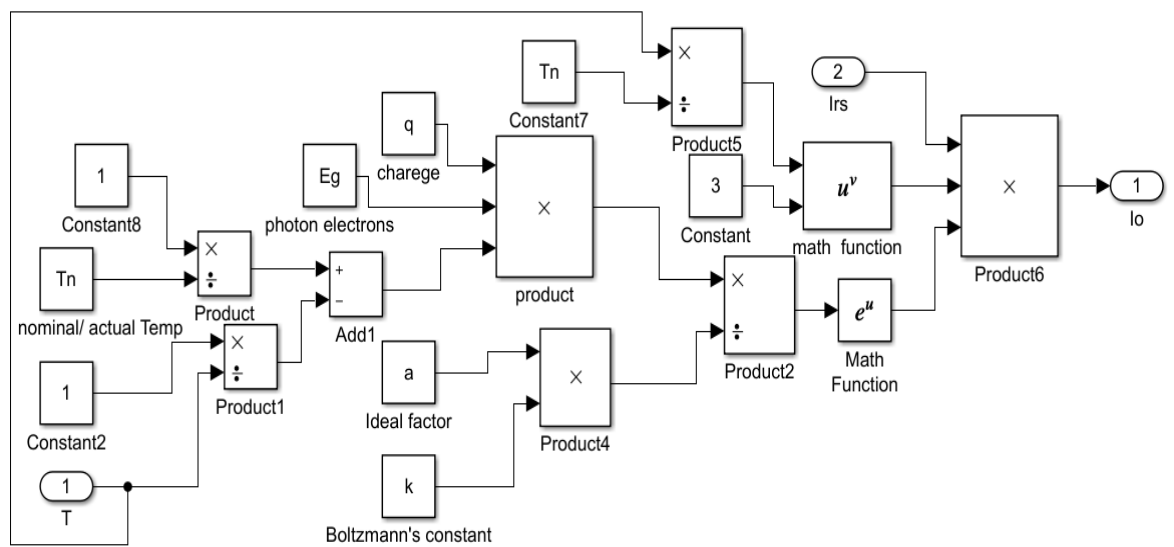 Tn
Constant7
×
÷
Product5
2
Irs
q
charege
1
Constant8
Eg
photon electrons
×
product
3
Constant
u^v
math function
×
Product6
1
Io
Tn
nominal/ actual Temp
×
÷
Product
+
−
Add1
1
Constant2
×
÷
Product1
a
Ideal factor
×
Product4
×
÷
Product2
e^u
Math
Function
1
T
k
Boltzmann's constant